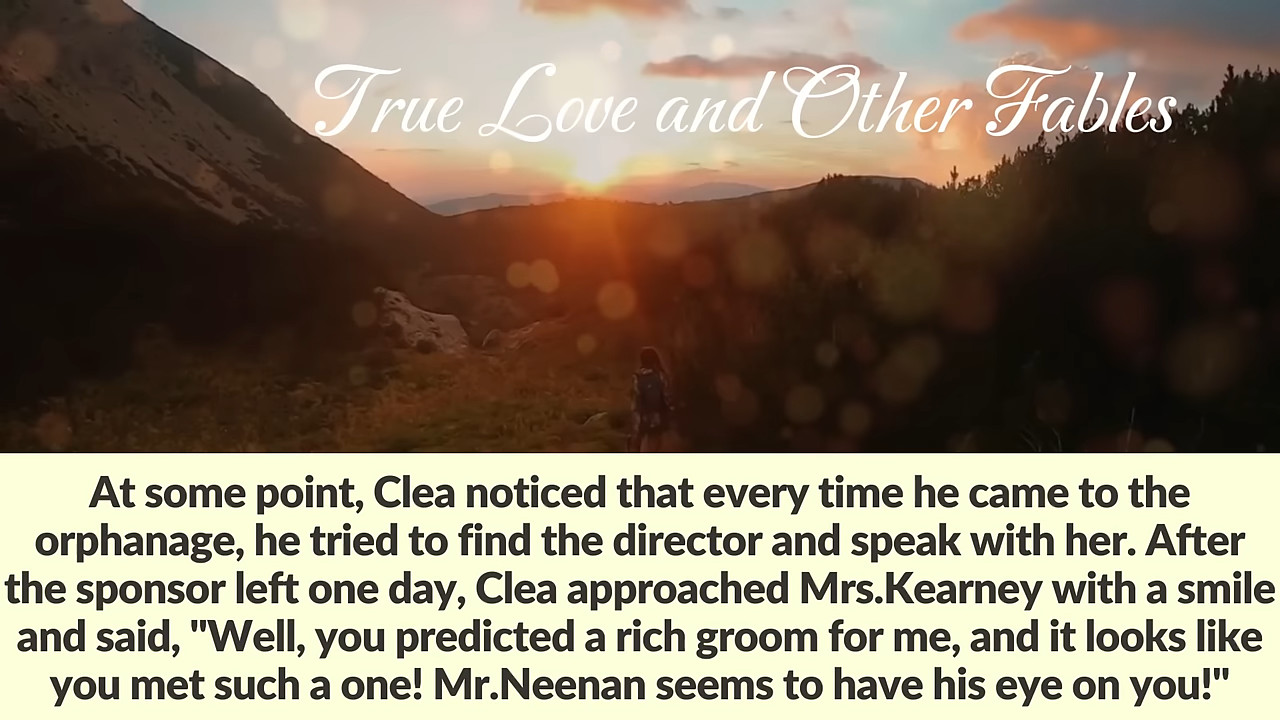 True Love and Other Fables
At some point, Clea noticed that every time he came to the
orphanage, he tried to find the director and speak with her. After
the sponsor left one day, Clea approached Mrs.Kearney with a smile
and said, "Well, you predicted a rich groom for me, and it looks like
you met such a one! Mr.Neenan seems to have his eye on you!"